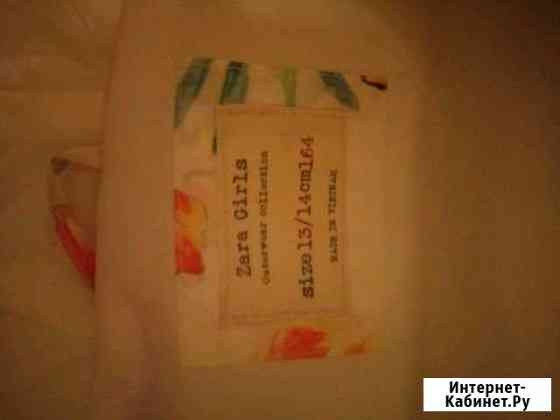 Zara Girls
Outerwear collection
size13/14cm164
MADE IN VIETNAM
Интернет-
Кабинет.Ру